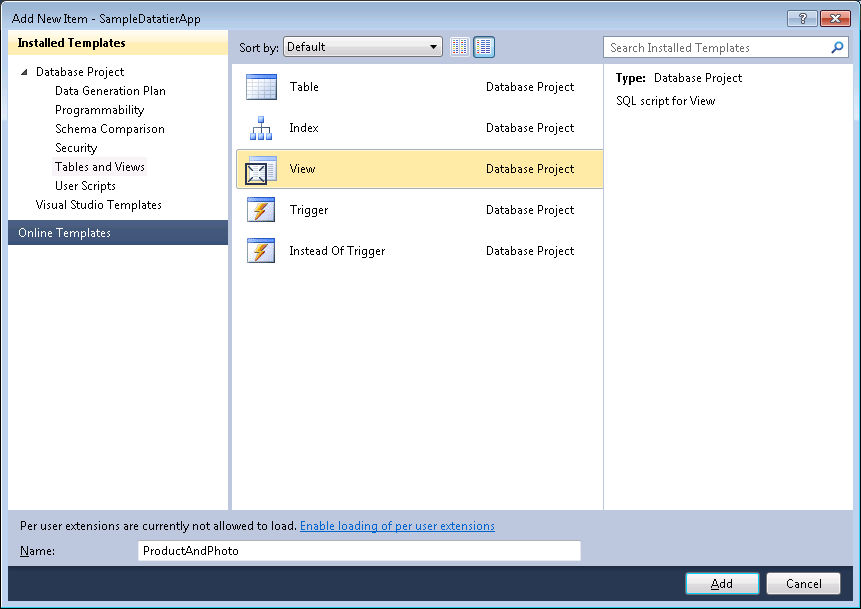 Add New Item - SampleDatatierApp
Installed Templates
Sort by: Default
Search Installed Templates
Database Project
Data Generation Plan
Programmability
Schema Comparison
Security
Tables and Views
User Scripts
Visual Studio Templates
Online Templates
Table Database Project
Index Database Project
View Database Project
Trigger Database Project
Instead Of Trigger Database Project
Type: Database Project
SQL script for View
Per user extensions are currently not allowed to load. Enable loading of per user extensions
Name: ProductAndPhoto
Add Cancel